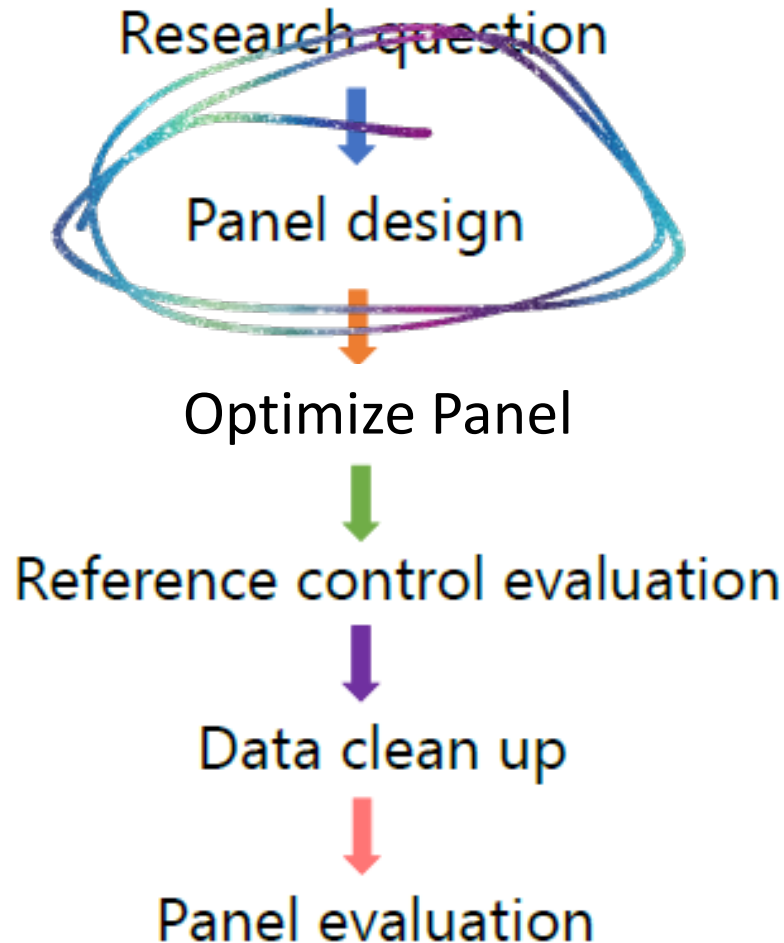 Research question
Panel design
Optimize Panel
Reference control evaluation
Data clean up
Panel evaluation